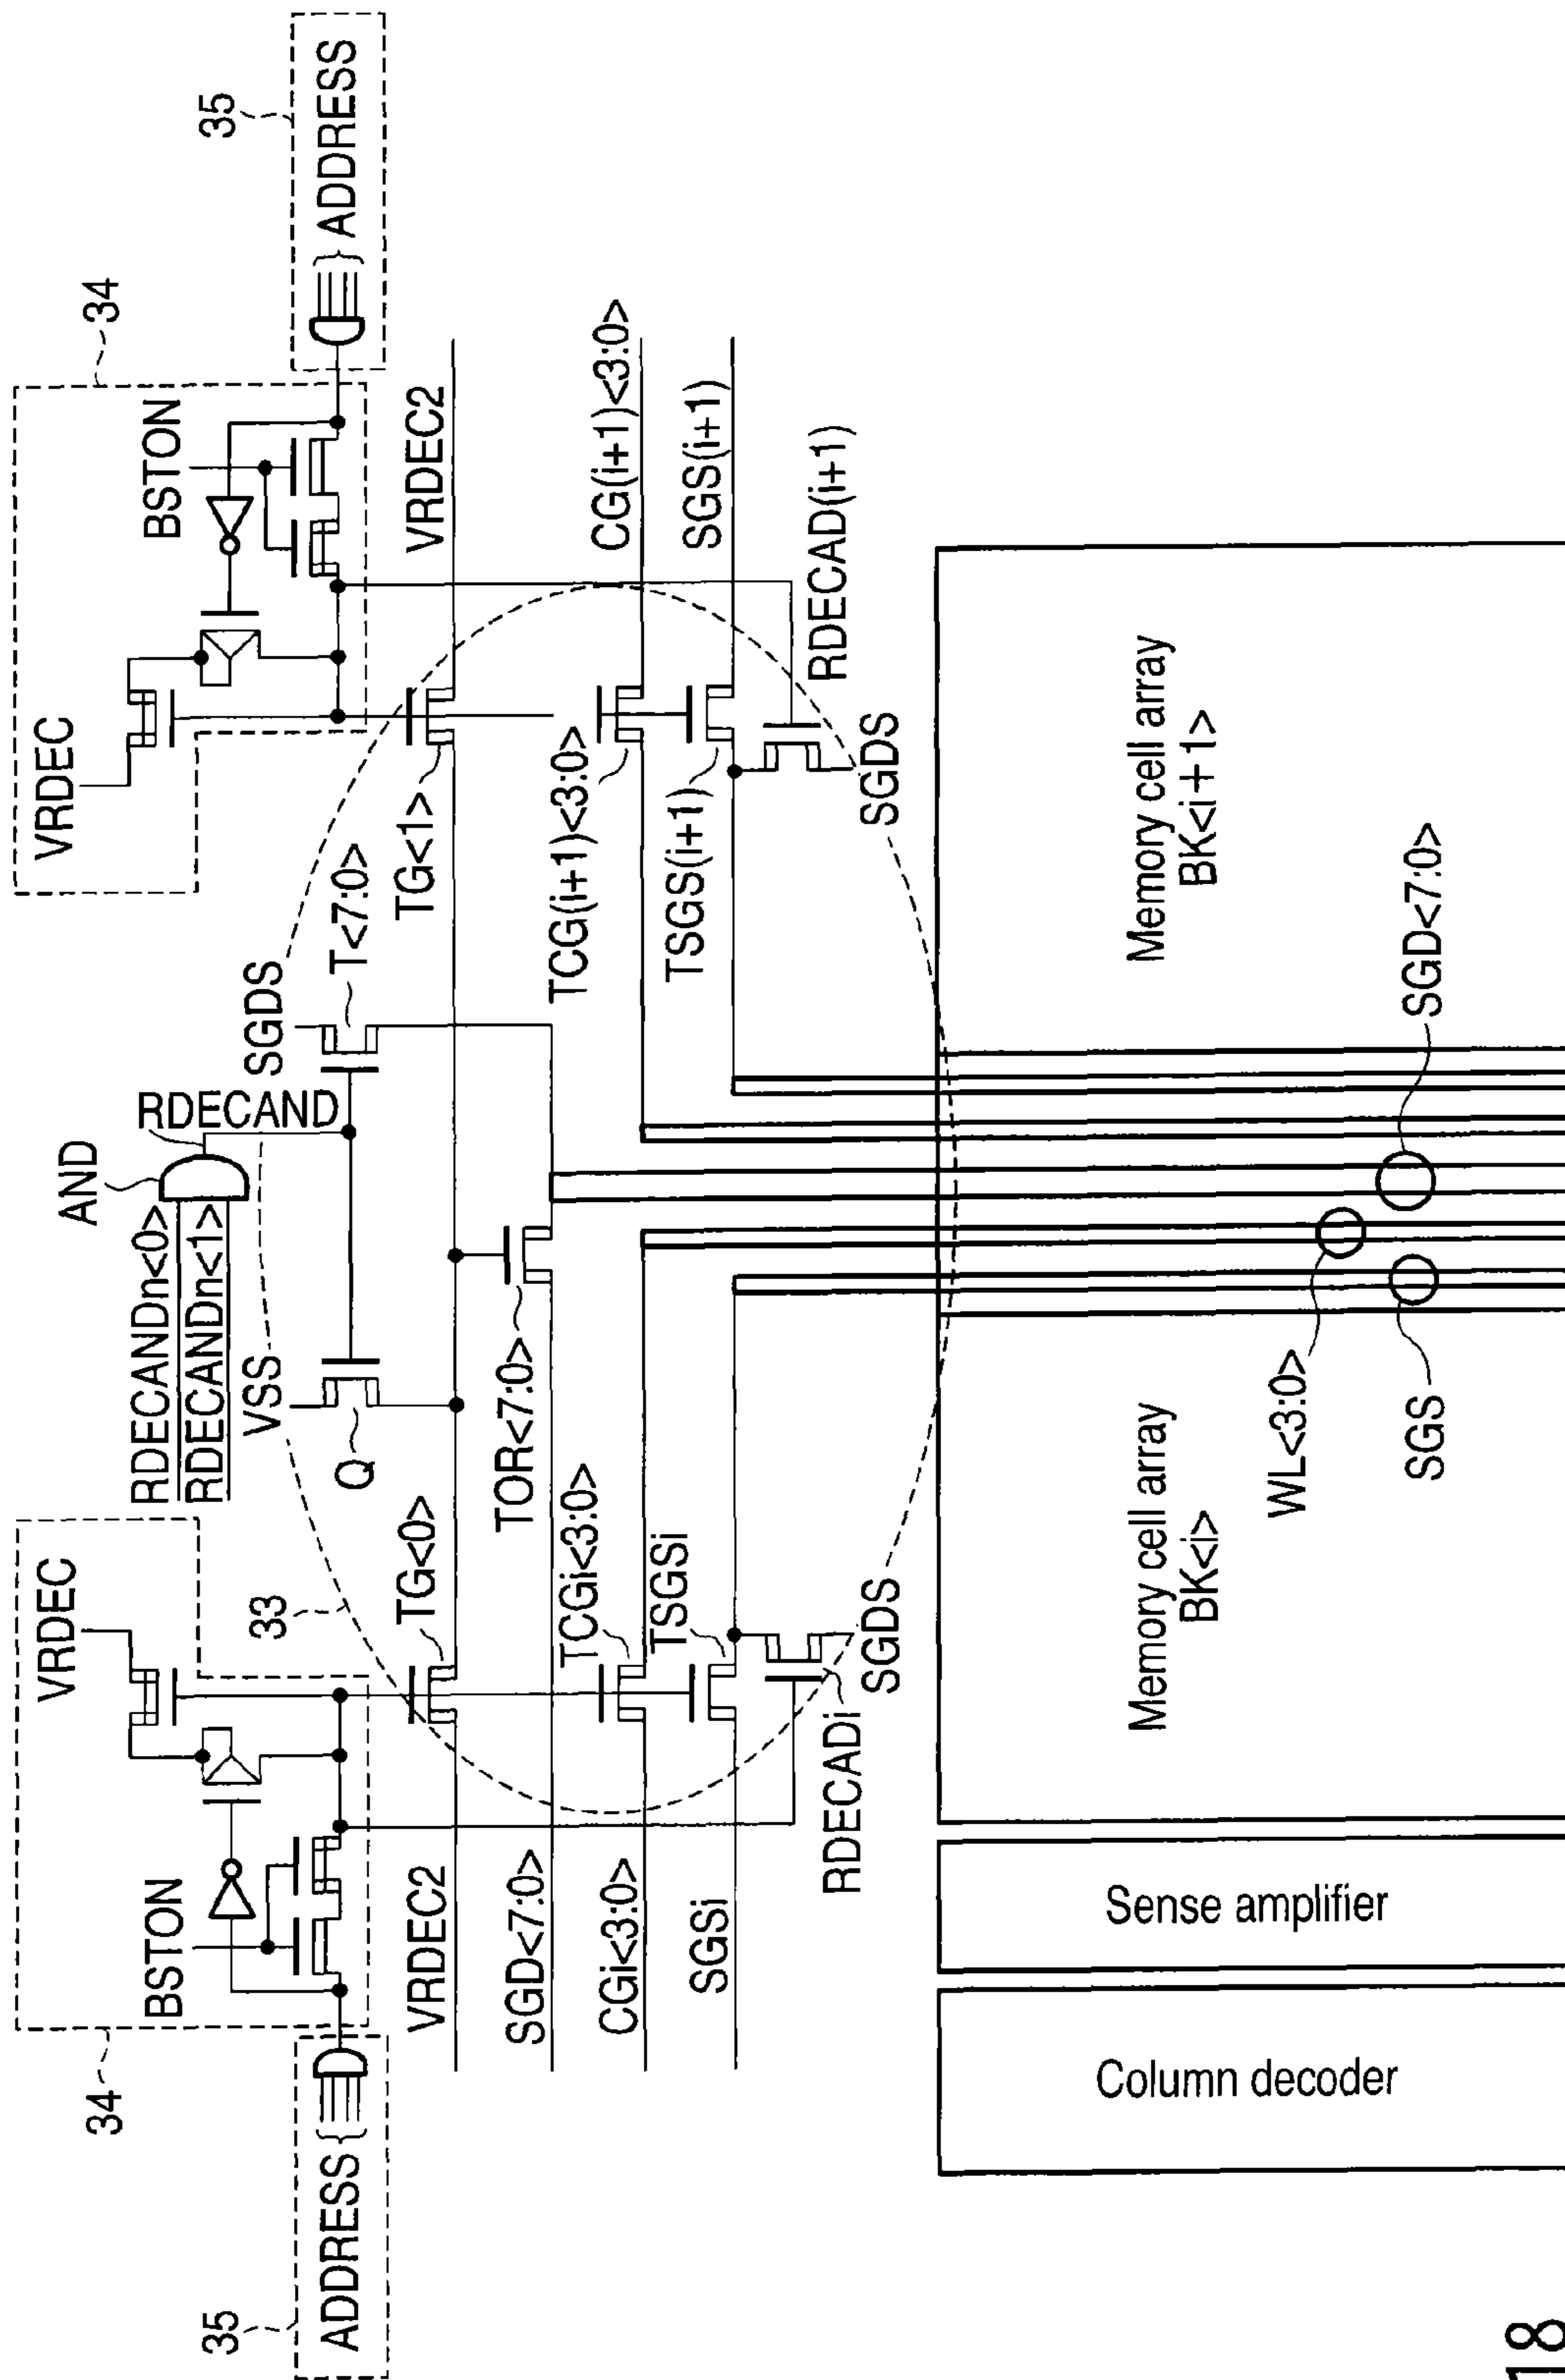 35
ADDRESS
34
BSTON
VRDEC
33
RDECANDn<0>
RDECANDn<1>
AND
RDECAND
VSS
Q
SGDS
T<7:0>
VRDEC
BSTON
34
35
ADDRESS
VRDEC2
TG<0>
TG<1>
VRDEC2
SGD<7:0>
TOR<7:0>
CGi<3:0>
TCGi<3:0>
TCG(i+1)<3:0>
CG(i+1)<3:0>
SGSi
TSGSi
TSGS(i+1)
SGS(i+1)
RDECADi
SGDS
SGDS
RDECAD(i+1)
Column decoder
Sense amplifier
Memory cell array
BK<i>
Memory cell array
BK<i+1>
WL<3:0>
SGS
SGD<7:0>
18